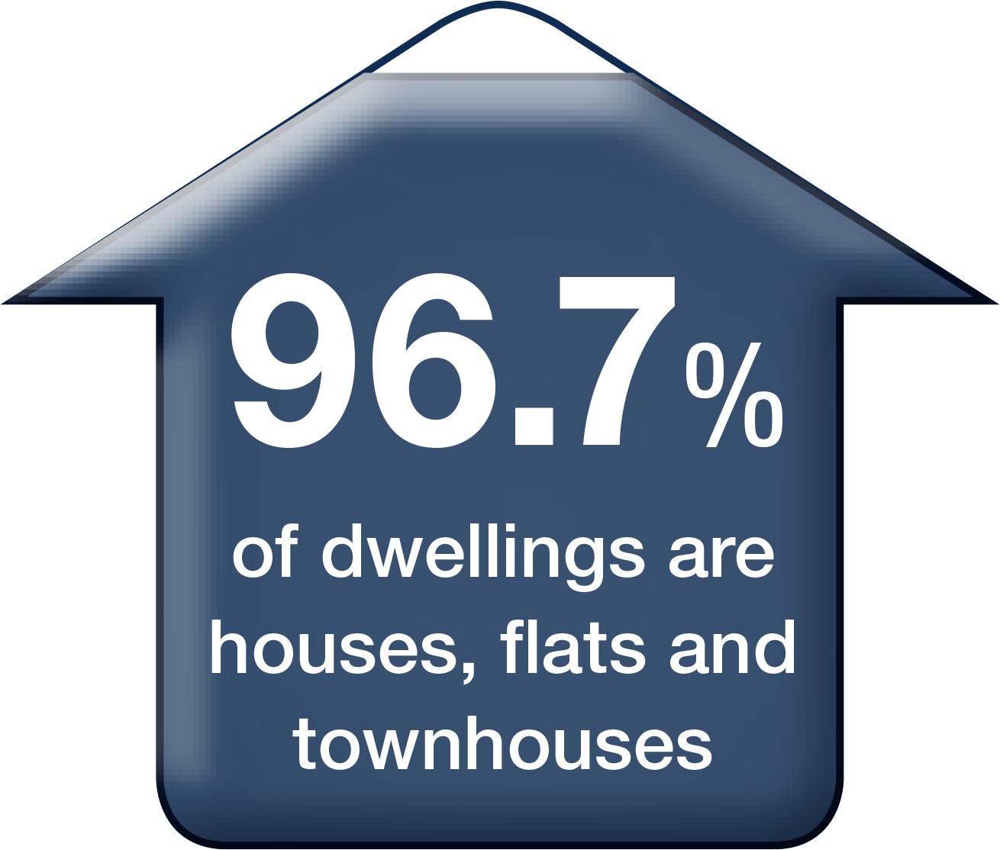 96.7%
of dwellings are
houses, flats and
townhouses